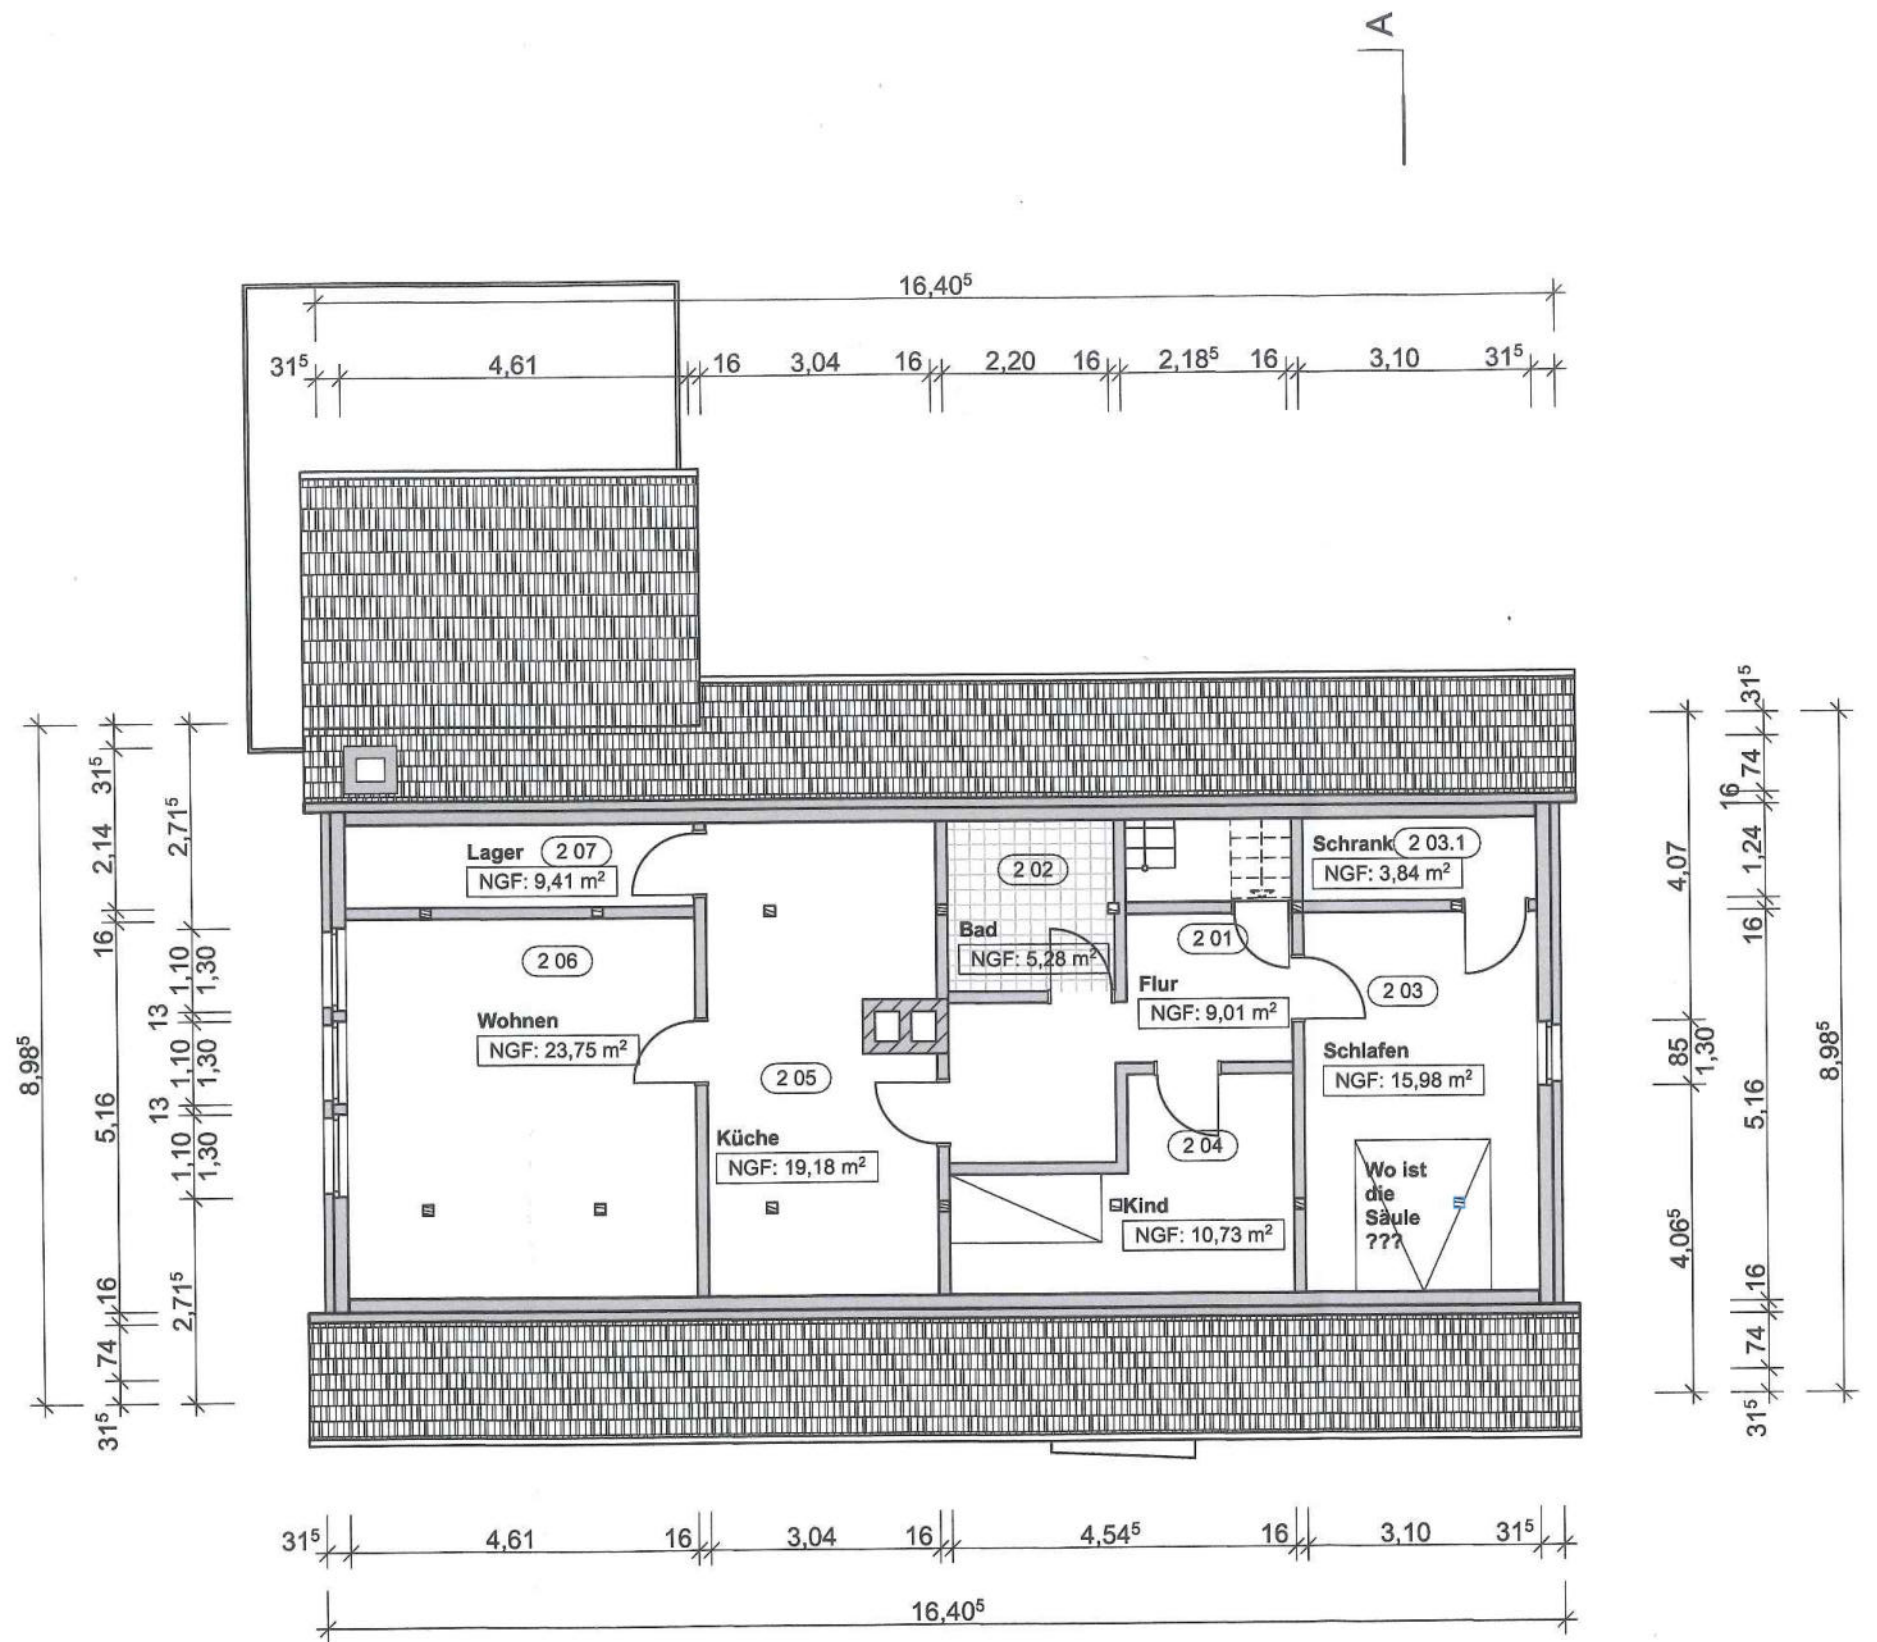 A
16,40⁵
31⁵ 4,61 16 3,04 16 2,20 16 2,18⁵ 16 3,10 31⁵
8,98⁵
31⁵
2,14
16
5,16
16
74
31⁵
2,71⁵
1,10
1,30
13
1,10
1,30
13
1,10
1,30
2,71⁵
Lager 2 07
NGF: 9,41 m²
2 06
Wohnen
NGF: 23,75 m²
2 05
Küche
NGF: 19,18 m²
2 02
Bad
NGF: 5,28 m²
2 01
Flur
NGF: 9,01 m²
Schrank 2 03.1
NGF: 3,84 m²
2 03
Schlafen
NGF: 15,98 m²
2 04
Kind
NGF: 10,73 m²
Wo ist
die
Säule
???
4,07
85
1,30
4,06⁵
31⁵
74
16
1,24
16
5,16
16
74
31⁵
8,98⁵
31⁵ 4,61 16 3,04 16 4,54⁵ 16 3,10 31⁵
16,40⁵